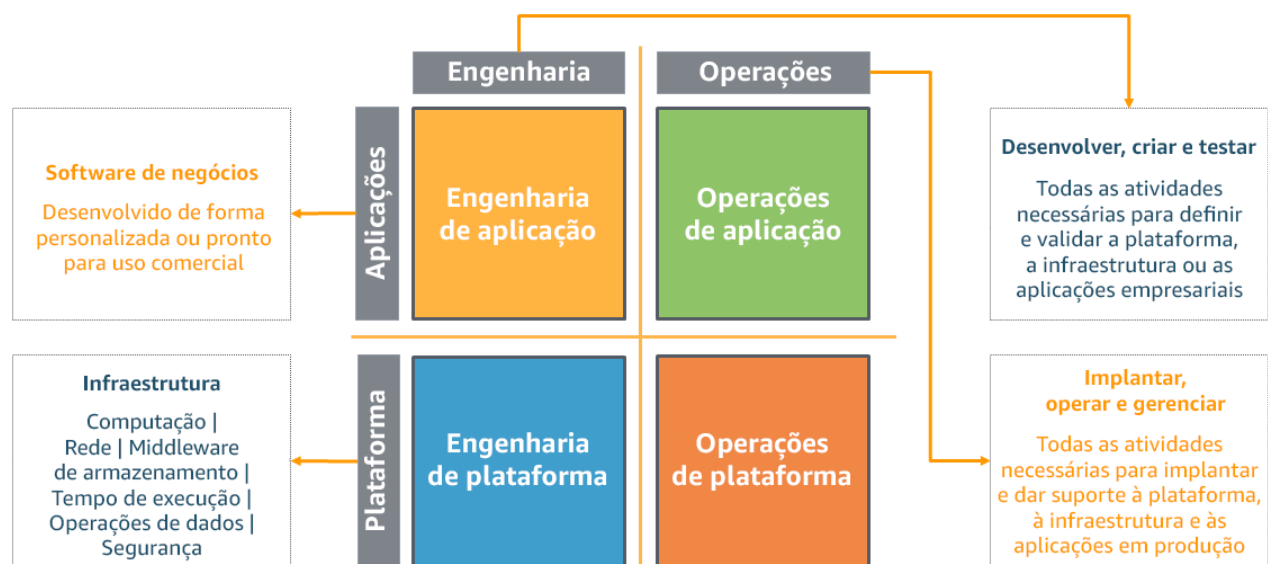 Engenharia
Operações
Aplicações
Software de negócios
Desenvolvido de forma
personalizada ou pronto
para uso comercial
Engenharia
de aplicação
Operações
de aplicação
Desenvolver, criar e testar
Todas as atividades
necessárias para definir
e validar a plataforma,
a infraestrutura ou as
aplicações empresariais
Plataforma
Infraestrutura
Computação |
Rede | Middleware
de armazenamento |
Tempo de execução |
Operações de dados |
Segurança
Engenharia
de plataforma
Operações
de plataforma
Implantar,
operar e gerenciar
Todas as atividades
necessárias para implantar
e dar suporte à plataforma,
à infraestrutura e às
aplicações em produção